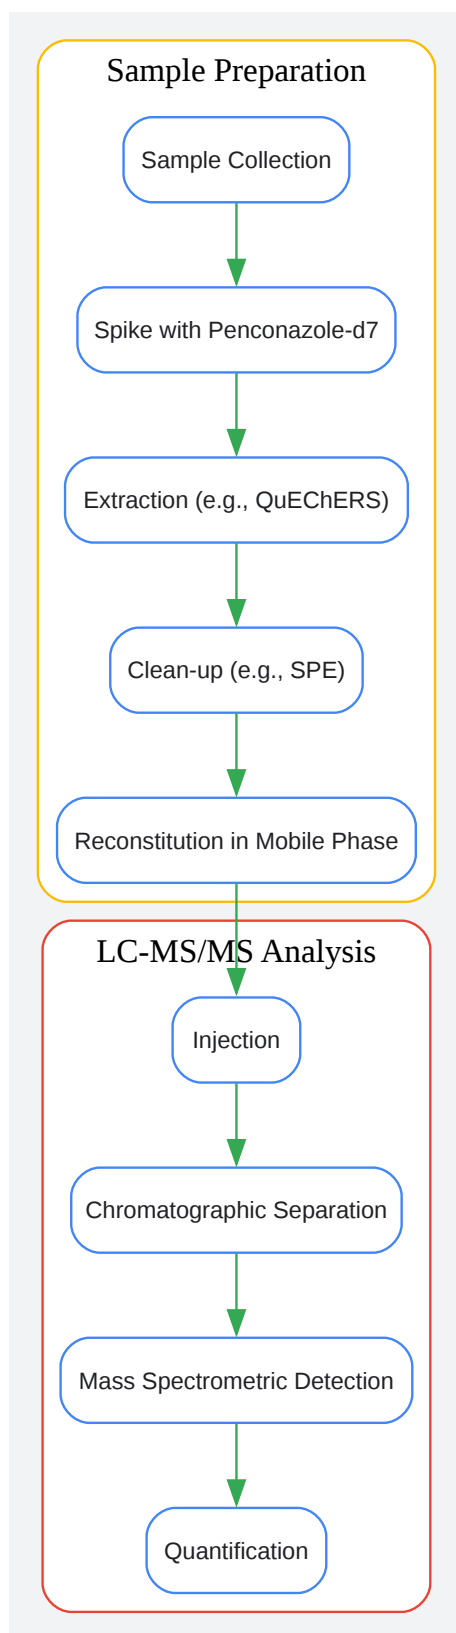 Sample Preparation
Sample Collection
Spike with Penconazole-d7
Extraction (e.g., QuEChERS)
Clean-up (e.g., SPE)
Reconstitution in Mobile Phase
LC-MS/MS Analysis
Injection
Chromatographic Separation
Mass Spectrometric Detection
Quantification